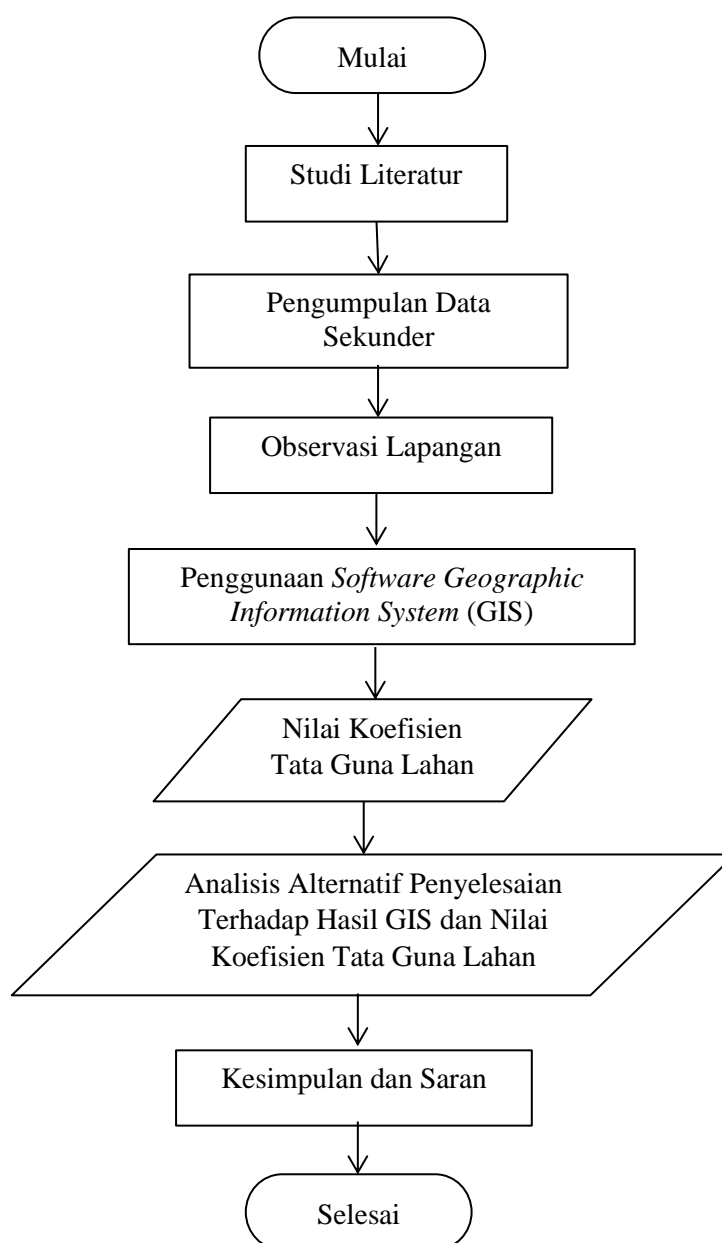 Mulai
Studi Literatur
Pengumpulan Data
Sekunder
Observasi Lapangan
Penggunaan Software Geographic
Information System (GIS)
Nilai Koefisien
Tata Guna Lahan
Analisis Alternatif Penyelesaian
Terhadap Hasil GIS dan Nilai
Koefisien Tata Guna Lahan
Kesimpulan dan Saran
Selesai